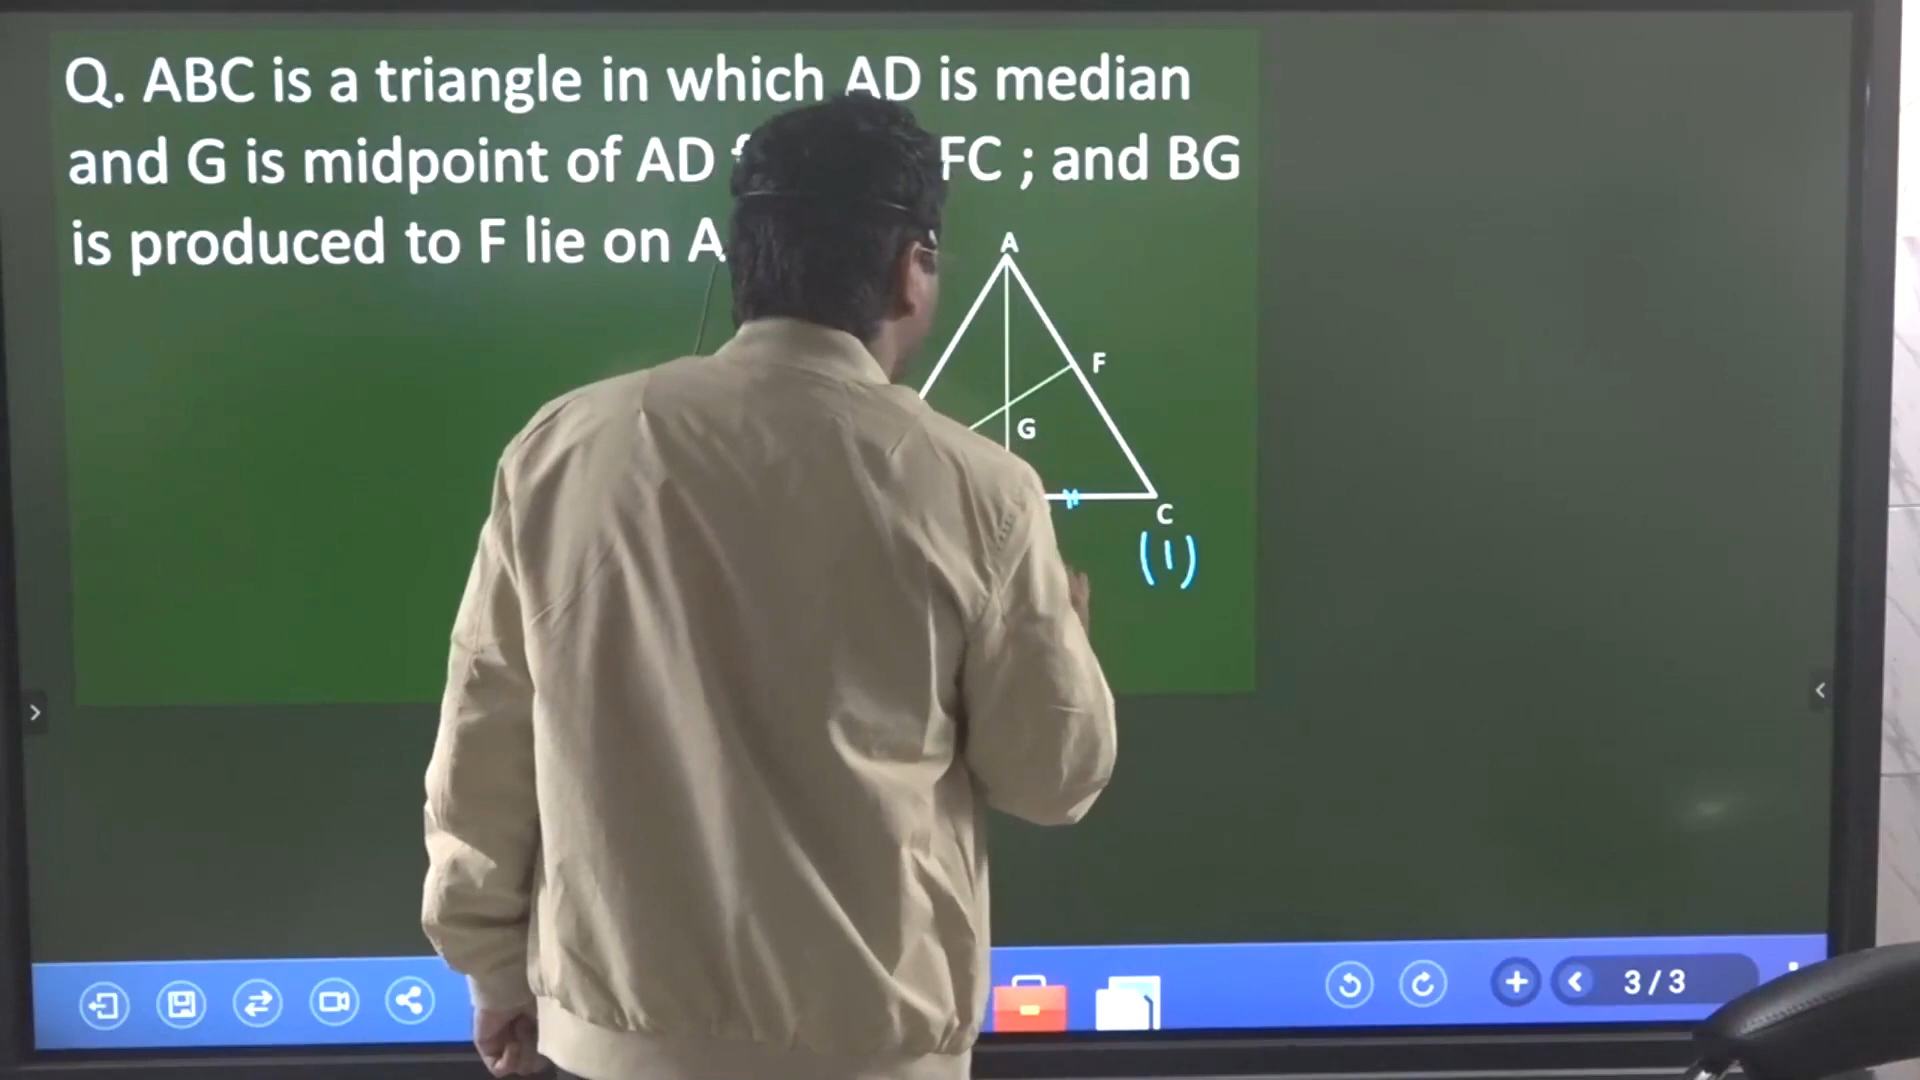 Q. ABC is a triangle in which AD is median
and G is midpoint of AD FC ; and BG
is produced to F lie on
A
F
G
C
(1)
3 / 3